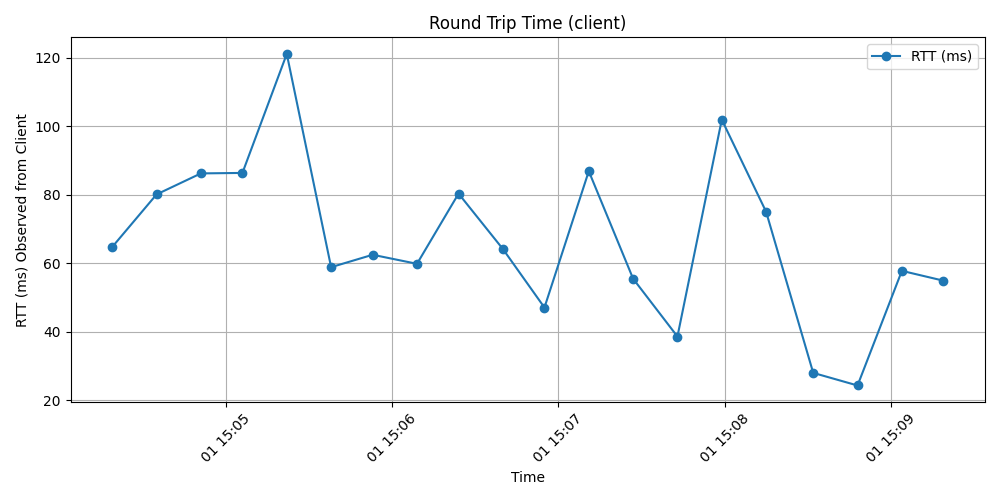 Round Trip Time (client)
RTT (ms)
RTT (ms) Observed from Client
120
100
80
60
40
20
01 15:05
01 15:06
01 15:07
01 15:08
01 15:09
Time